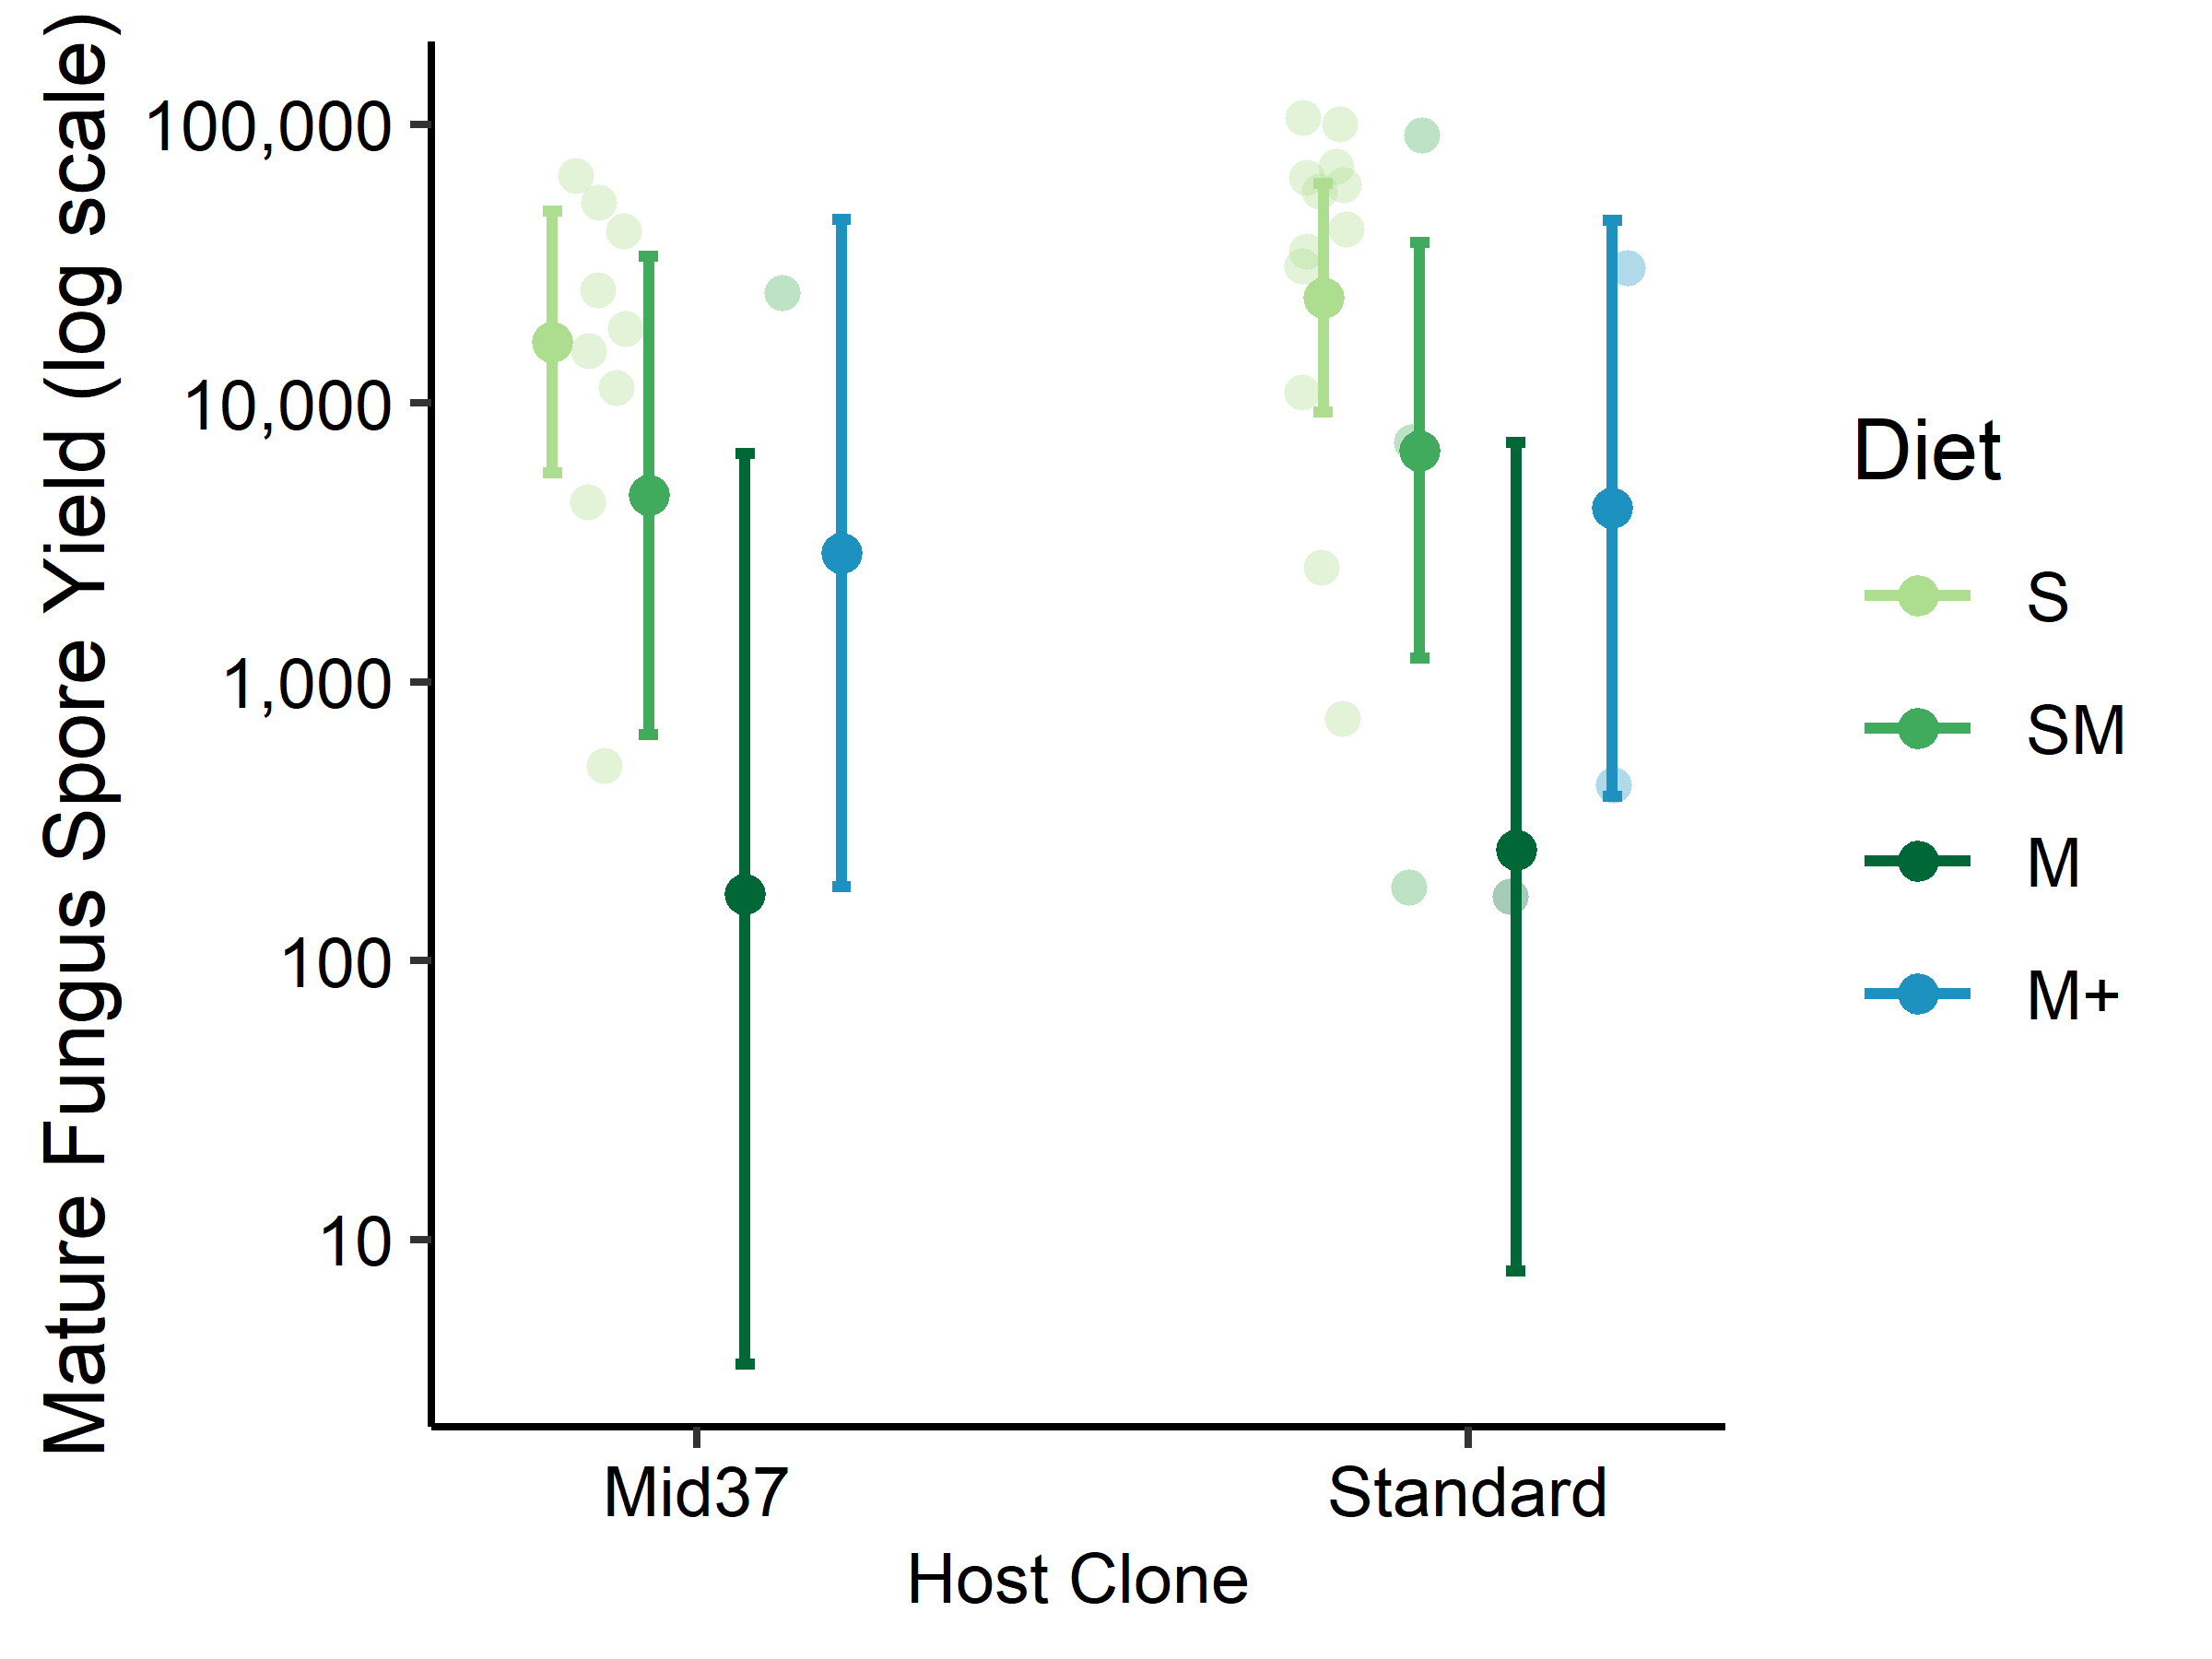 Mature Fungus Spore Yield (log scale)
100,000
10,000
1,000
100
10
Mid37
Standard
Host Clone
Diet
S
SM
M
M+